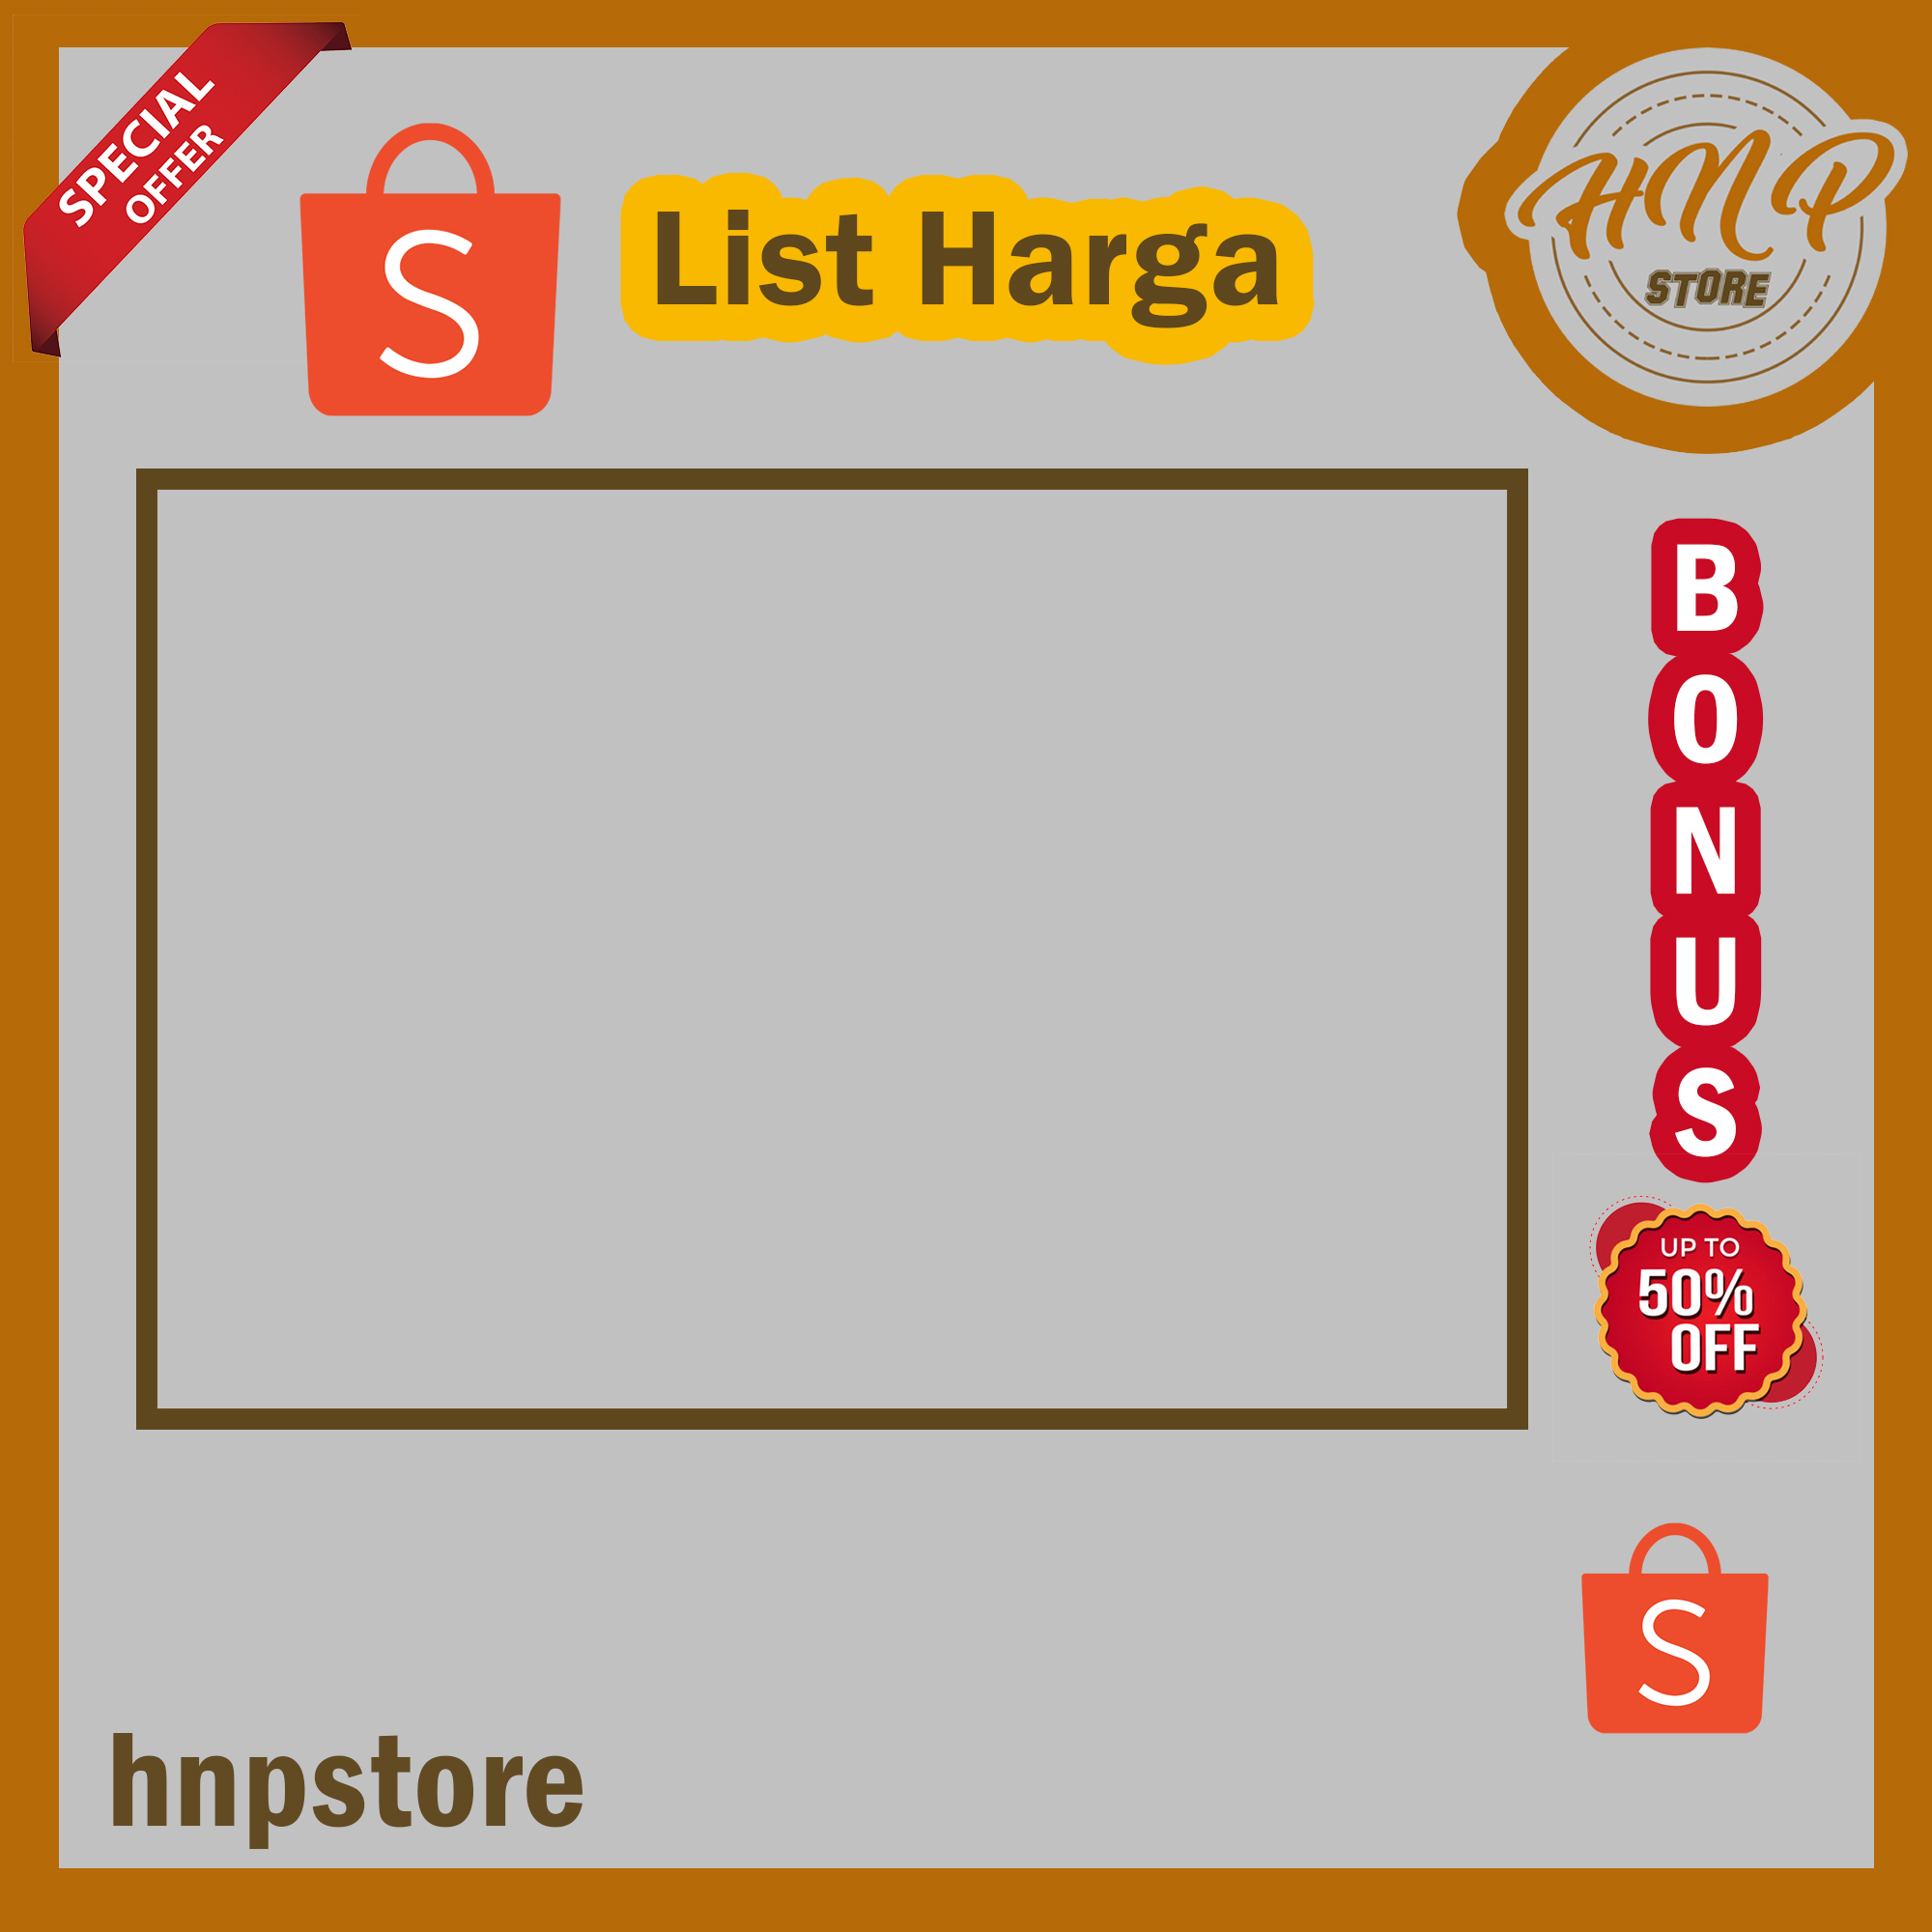 SPECIAL
OFFER
S
List Harga
HNP
STORE
B
O
N
U
S
UP TO
50%
OFF
S
hnpstore